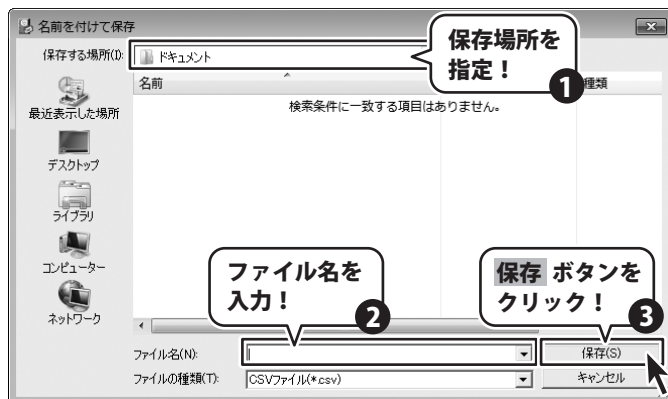 名前を付けて保存
保存する場所(I):
ドキュメント
保存場所を
指定！
1
名前
種類
検索条件に一致する項目はありません。
最近表示した場所
デスクトップ
ライブラリ
コンピューター
ネットワーク
ファイル名を
入力！
2
保存 ボタンを
クリック！
3
ファイル名(N):
保存(S)
ファイルの種類(T):
CSVファイル(*.csv)
キャンセル